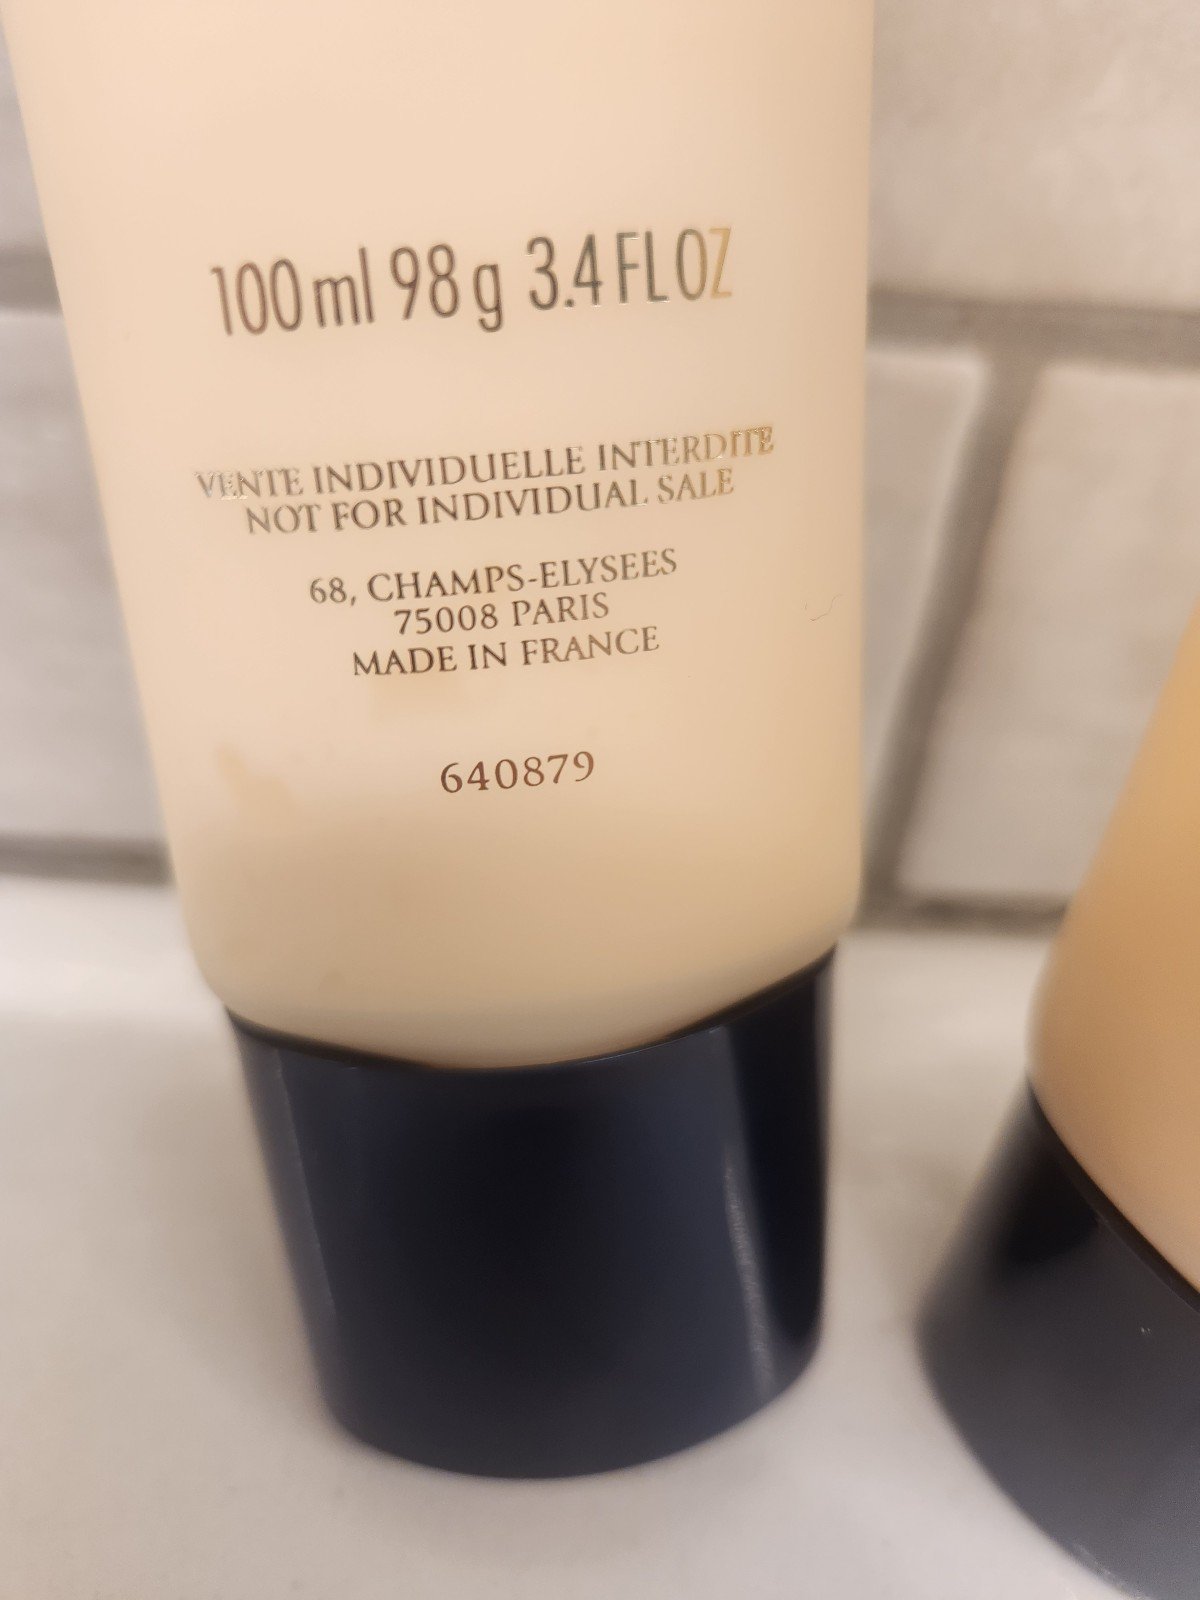 100ml 98g 3.4 FL OZ
VENTE INDIVIDUELLE INTERDITE
NOT FOR INDIVIDUAL SALE
68, CHAMPS-ELYSEES
75008 PARIS
MADE IN FRANCE
640879